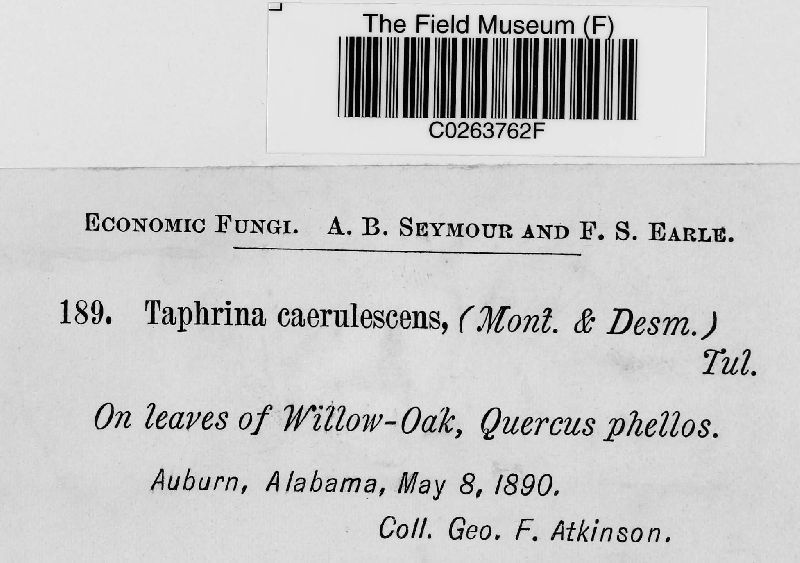 The Field Museum (F)
C0263762F
Economic Fungi. A. B. Seymour and F. S. Earle.
189. Taphrina caerulescens, (Mont. & Desm.)
Tul.
On leaves of Willow-Oak, Quercus phellos.
Auburn, Alabama, May 8, 1890.
Coll. Geo. F. Atkinson.